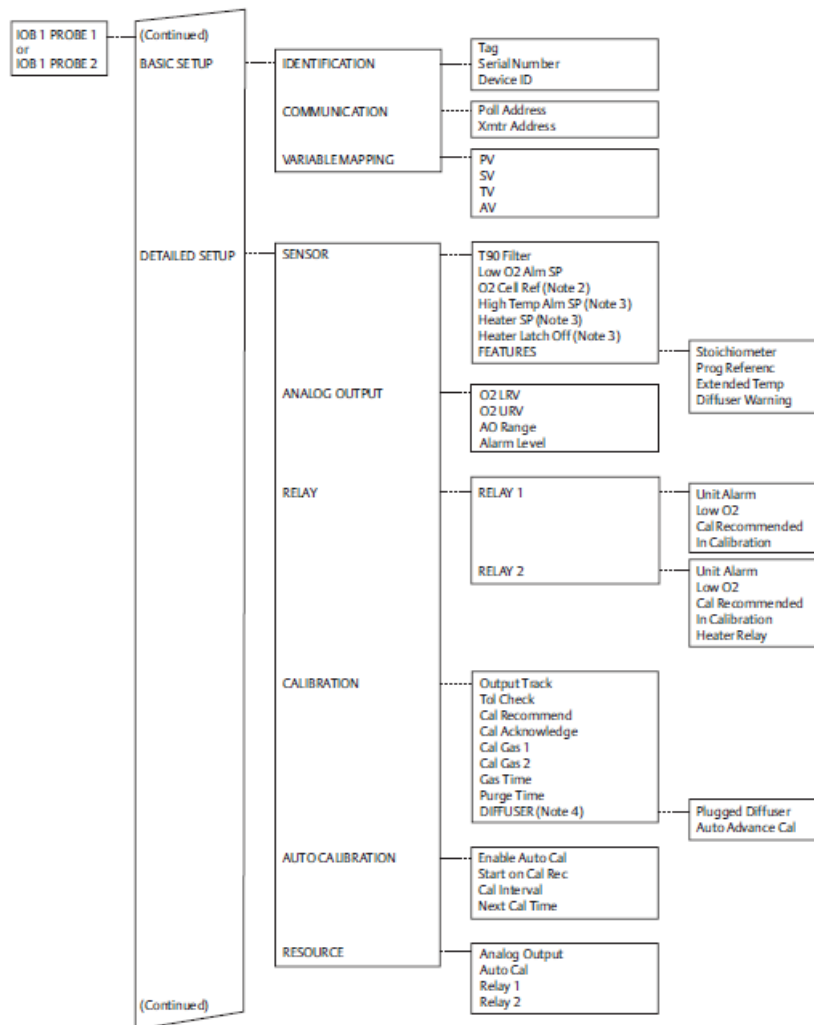 IOB 1 PROBE 1
or
IOB 1 PROBE 2
(Continued)
BASIC SETUP
IDENTIFICATION
Tag
Serial Number
Device ID
COMMUNICATION
Poll Address
Xmtr Address
VARIABLE MAPPING
PV
SV
TV
AV
DETAILED SETUP
SENSOR
T90 Filter
Low O2 Alm SP
O2 Cell Ref (Note 2)
High Temp Alm SP (Note 3)
Heater SP (Note 3)
Heater Latch Off (Note 3)
FEATURES
Stoichiometer
Prog Referenc
Extended Temp
Diffuser Warning
ANALOG OUTPUT
O2 LRV
O2 URV
AO Range
Alarm Level
RELAY
RELAY 1
Unit Alarm
Low O2
Cal Recommended
In Calibration
RELAY 2
Unit Alarm
Low O2
Cal Recommended
In Calibration
Heater Relay
CALIBRATION
Output Track
Tol Check
Cal Recommend
Cal Acknowledge
Cal Gas 1
Cal Gas 2
Gas Time
Purge Time
DIFFUSER (Note 4)
Plugged Diffuser
Auto Advance Cal
AUTO CALIBRATION
Enable Auto Cal
Start on Cal Rec
Cal Interval
Next Cal Time
RESOURCE
Analog Output
Auto Cal
Relay 1
Relay 2
(Continued)